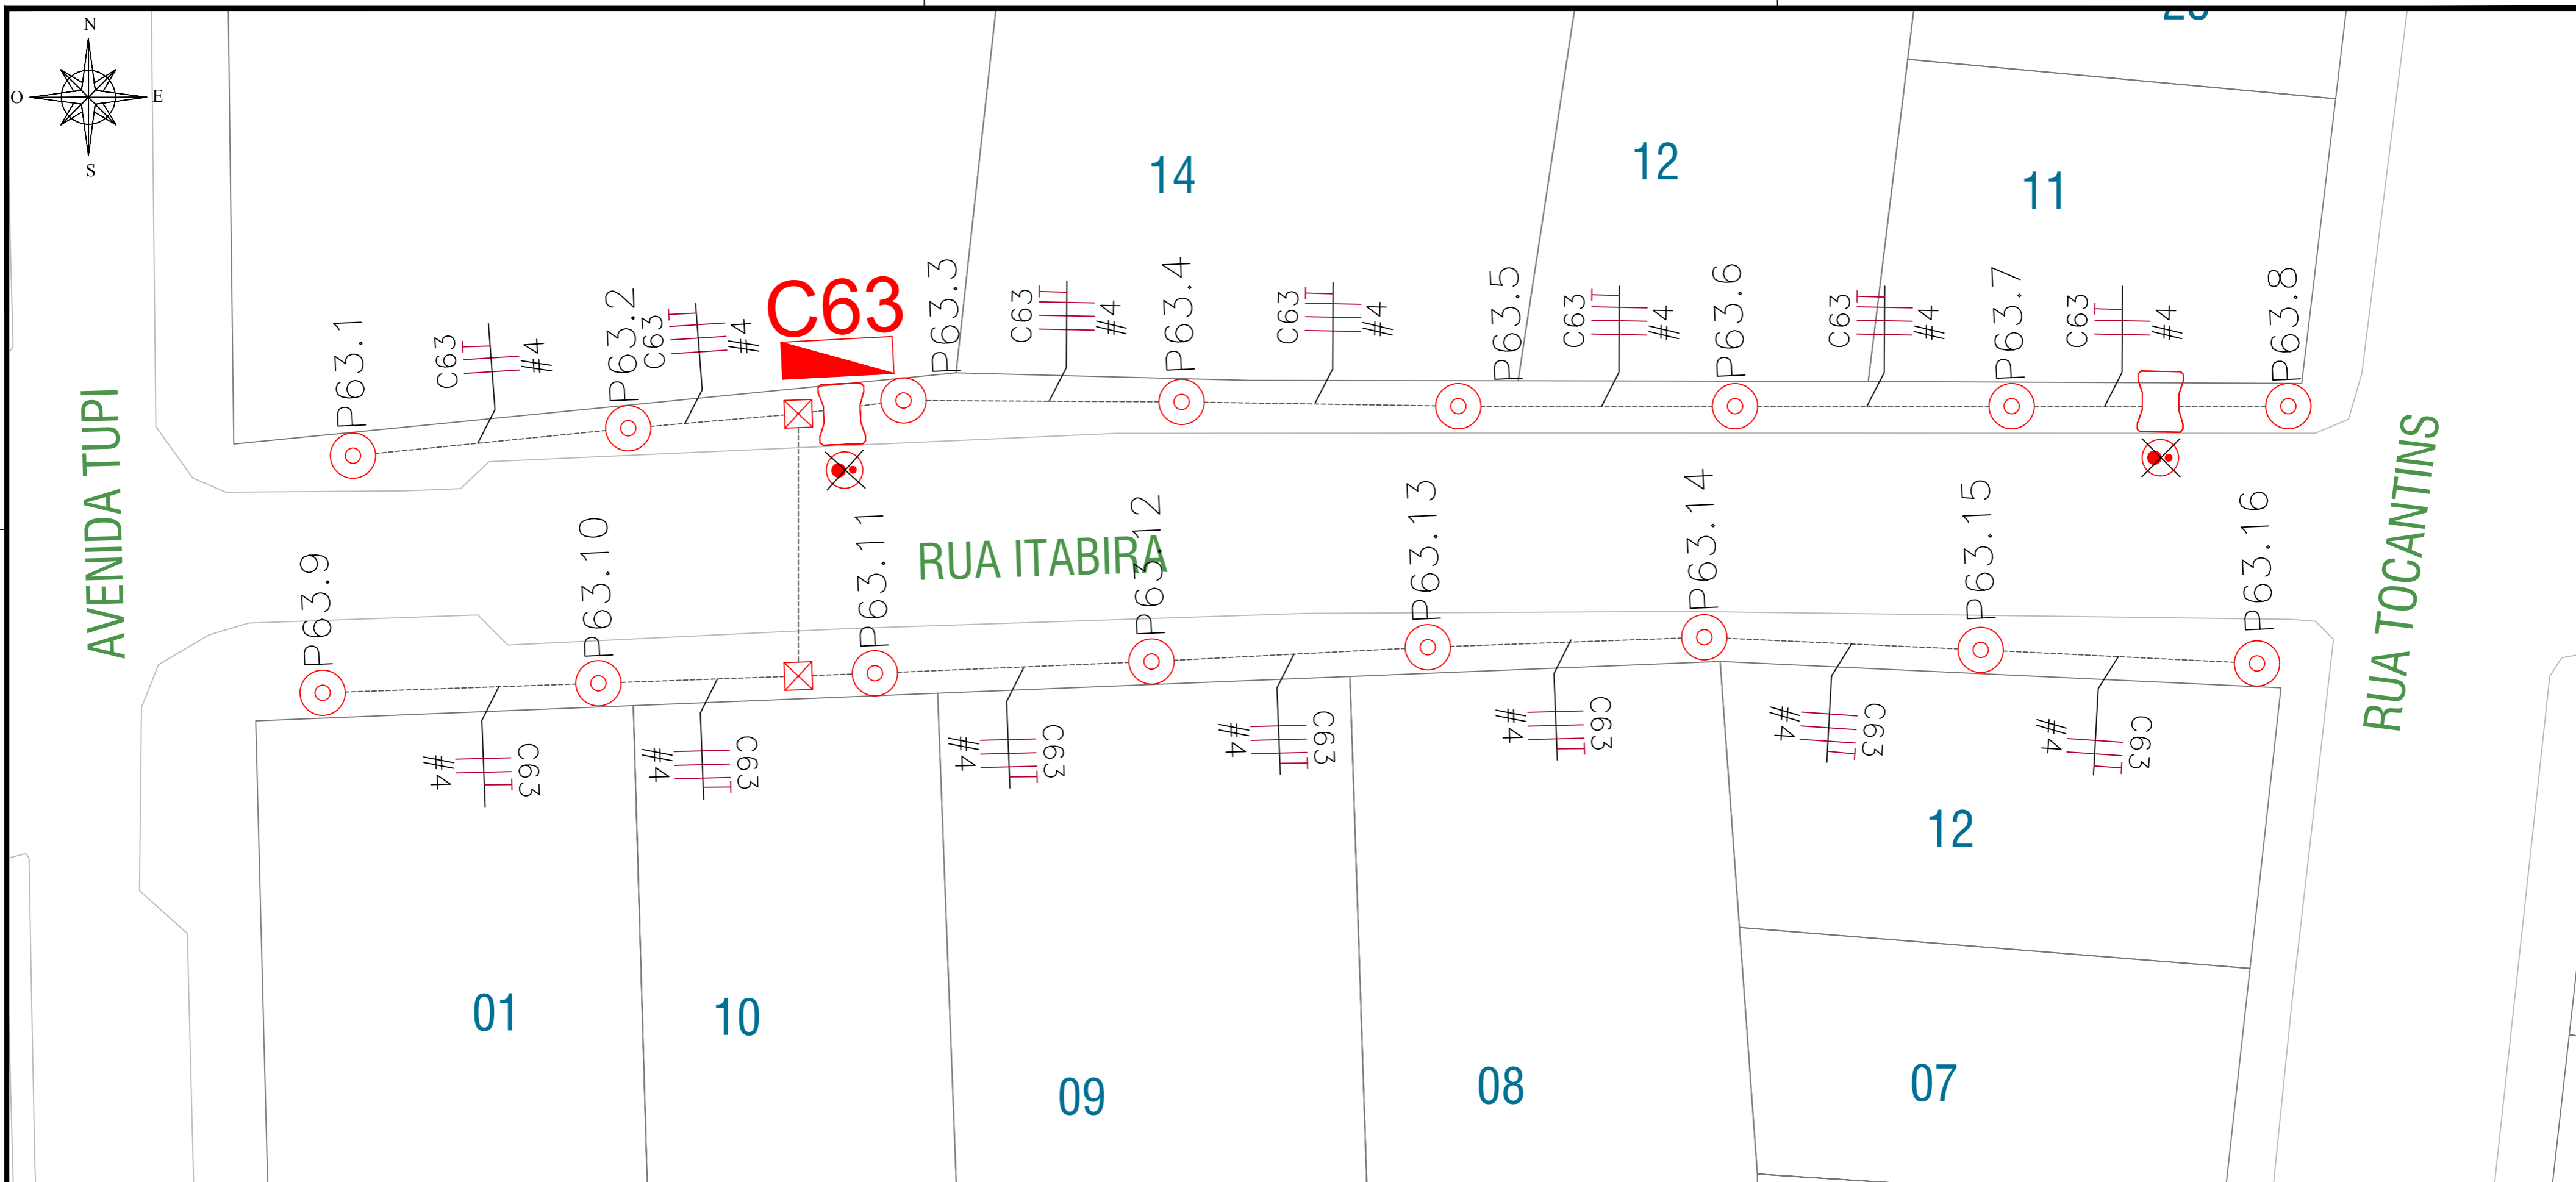 N
O
E
S
14
12
11
P63.1
C63
#4
P63.2
C63
#4
C63
P63.3
C63
#4
P63.4
C63
#4
P63.5
C63
#4
P63.6
C63
#4
P63.7
C63
#4
P63.8
AVENIDA TUPI
RUA ITABIRA
RUA TOCANTINS
P63.9
P63.10
P63.11
P63.12
P63.13
P63.14
P63.15
P63.16
#4
C63
#4
C63
#4
C63
#4
C63
#4
C63
#4
C63
#4
C63
12
01
10
09
08
07